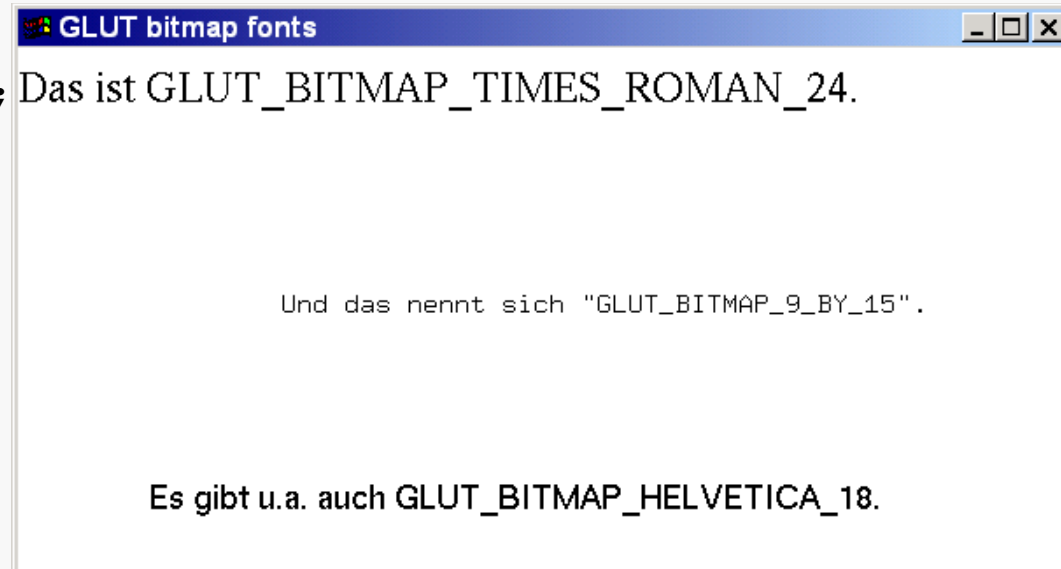 GLUT bitmap fonts
; Das ist GLUT_BITMAP_TIMES_ROMAN_24.
Und das nennt sich "GLUT_BITMAP_9_BY_15".
Es gibt u.a. auch GLUT_BITMAP_HELVETICA_18.